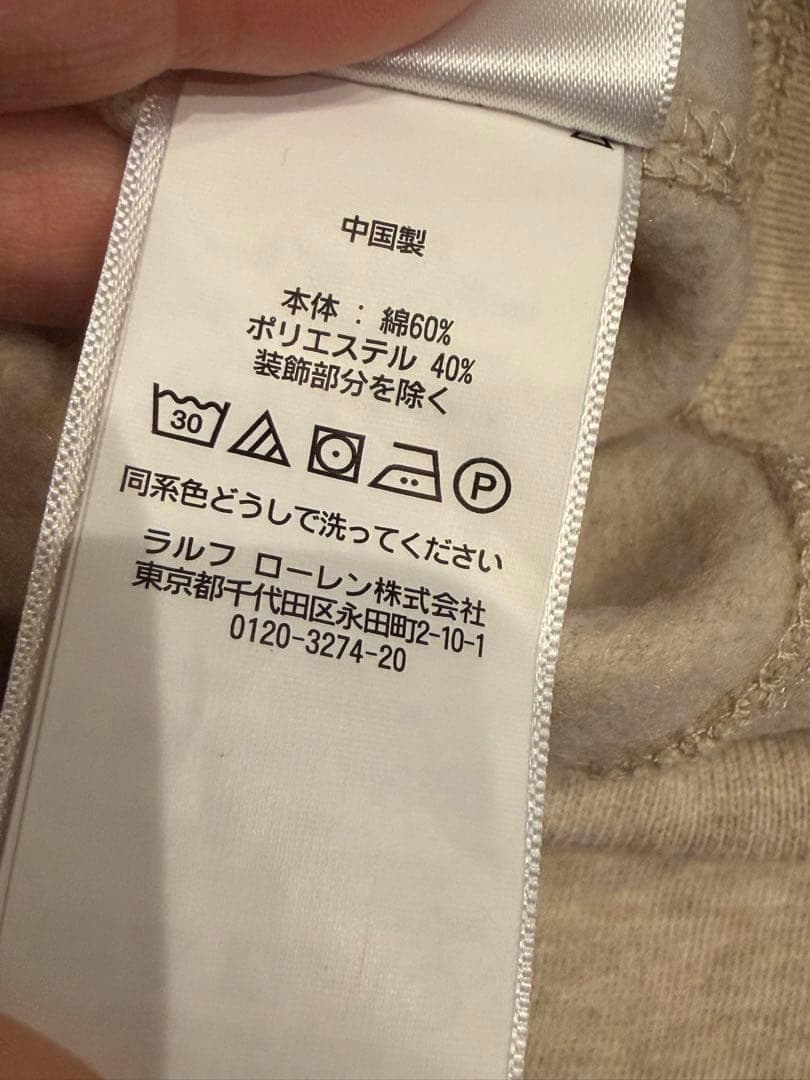 中国製
本体 : 綿60%
ポリエステル 40%
装飾部分を除く
30 P
同系色どうしで洗ってください
ラルフ ローレン株式会社
東京都千代田区永田町2-10-1
0120-3274-20